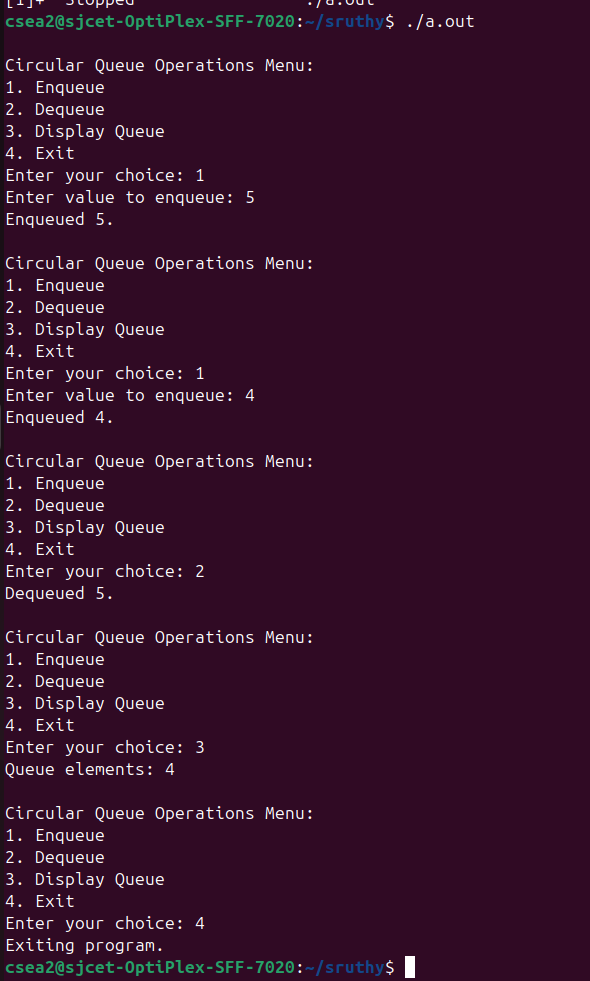 [1]+  Stopped                 ./a.out
csea2@sjcet-OptiPlex-SFF-7020:~/sruthy$ ./a.out

Circular Queue Operations Menu:
1. Enqueue
2. Dequeue
3. Display Queue
4. Exit
Enter your choice: 1
Enter value to enqueue: 5
Enqueued 5.

Circular Queue Operations Menu:
1. Enqueue
2. Dequeue
3. Display Queue
4. Exit
Enter your choice: 1
Enter value to enqueue: 4
Enqueued 4.

Circular Queue Operations Menu:
1. Enqueue
2. Dequeue
3. Display Queue
4. Exit
Enter your choice: 2
Dequeued 5.

Circular Queue Operations Menu:
1. Enqueue
2. Dequeue
3. Display Queue
4. Exit
Enter your choice: 3
Queue elements: 4

Circular Queue Operations Menu:
1. Enqueue
2. Dequeue
3. Display Queue
4. Exit
Enter your choice: 4
Exiting program.
csea2@sjcet-OptiPlex-SFF-7020:~/sruthy$